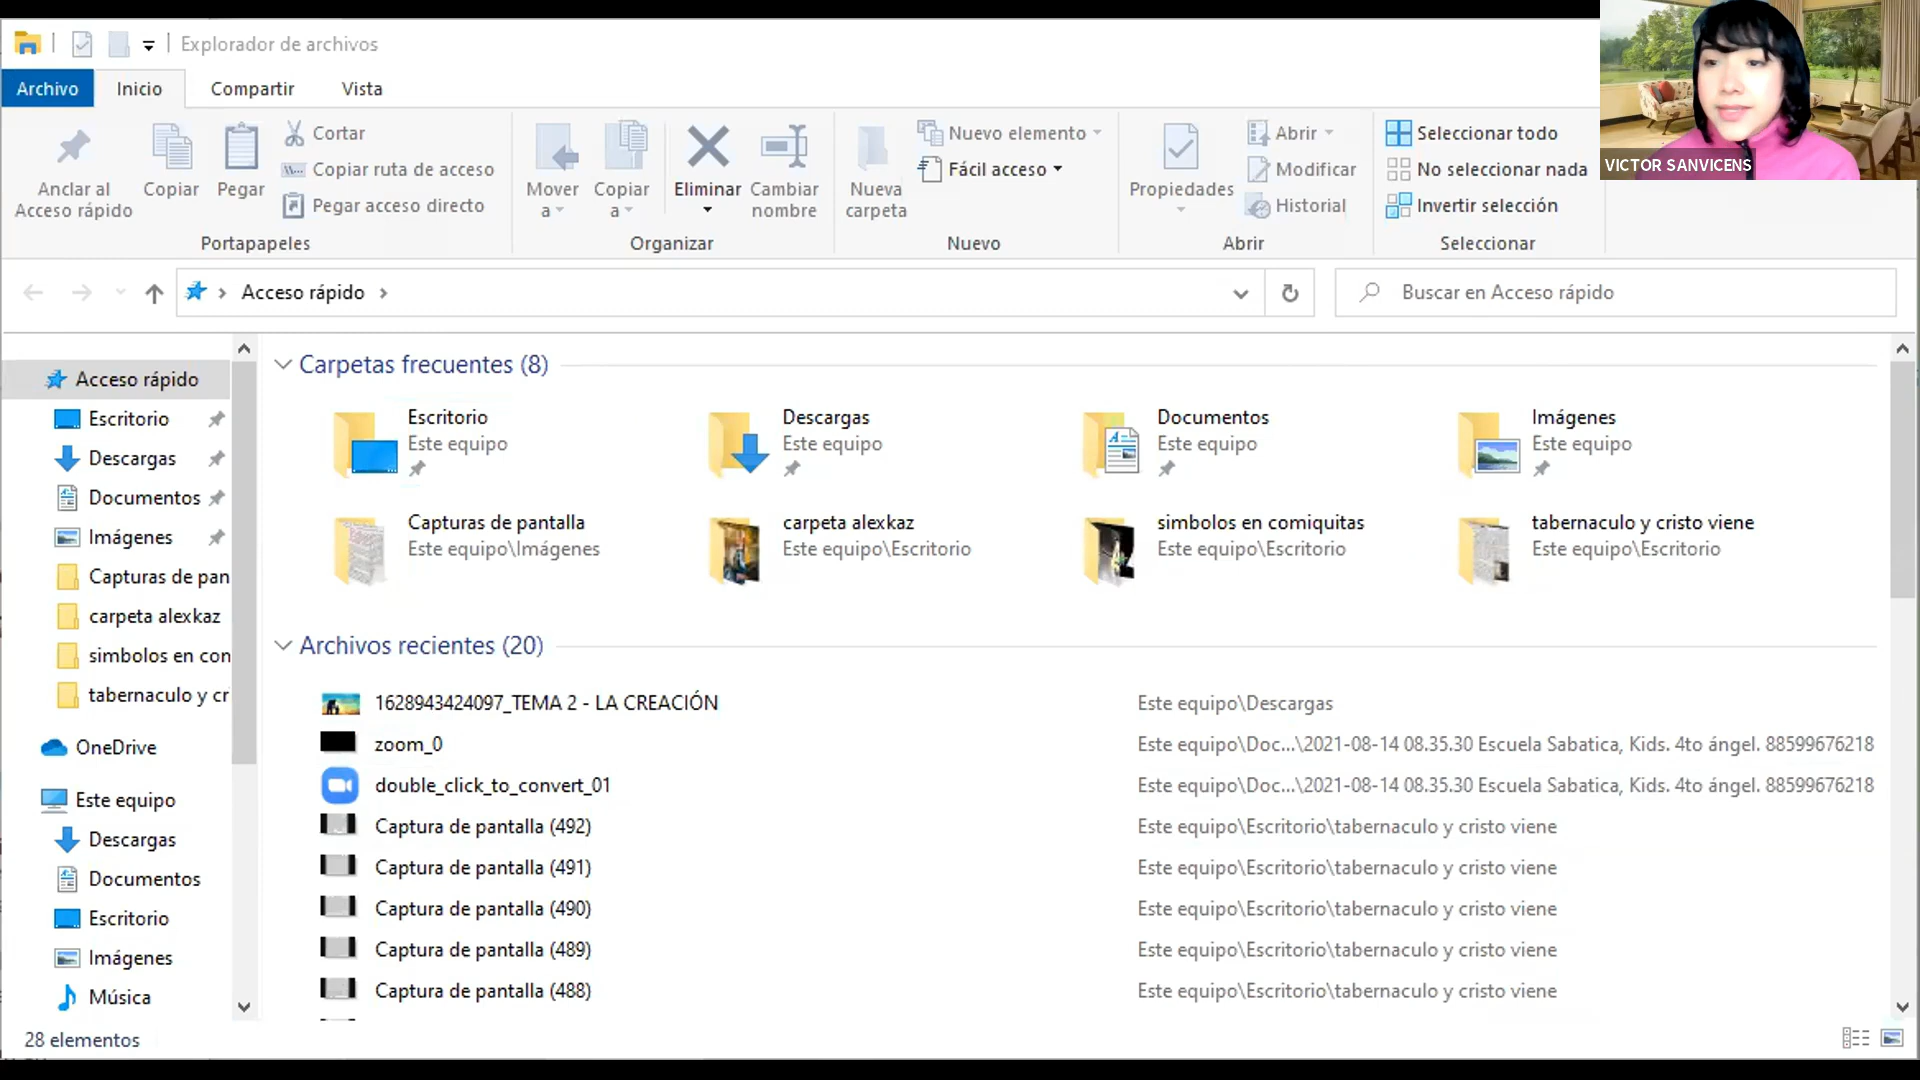 Explorador de archivos
VICTOR SANVICENS
Archivo Inicio Compartir Vista
Anclar al Acceso rápido
Copiar
Pegar
Cortar
Copiar ruta de acceso
Pegar acceso directo
Portapapeles
Mover a
Copiar a
Eliminar
Cambiar nombre
Organizar
Nueva carpeta
Nuevo elemento
Fácil acceso
Nuevo
Propiedades
Abrir
Modificar
Historial
Abrir
Seleccionar todo
No seleccionar nada
Invertir selección
Seleccionar
Acceso rápido
Buscar en Acceso rápido
Acceso rápido
Escritorio
Descargas
Documentos
Imágenes
Capturas de pan
carpeta alexkaz
simbolos en con
tabernaculo y cr
OneDrive
Este equipo
Descargas
Documentos
Escritorio
Imágenes
Música
Carpetas frecuentes (8)
Escritorio
Este equipo
Descargas
Este equipo
Documentos
Este equipo
Imágenes
Este equipo
Capturas de pantalla
Este equipo\Imágenes
carpeta alexkaz
Este equipo\Escritorio
simbolos en comiquitas
Este equipo\Escritorio
tabernaculo y cristo viene
Este equipo\Escritorio
Archivos recientes (20)
1628943424097_TEMA 2 - LA CREACIÓN Este equipo\Descargas
zoom_0 Este equipo\Doc...\2021-08-14 08.35.30 Escuela Sabatica, Kids. 4to ángel. 88599676218
double_click_to_convert_01 Este equipo\Doc...\2021-08-14 08.35.30 Escuela Sabatica, Kids. 4to ángel. 88599676218
Captura de pantalla (492) Este equipo\Escritorio\tabernaculo y cristo viene
Captura de pantalla (491) Este equipo\Escritorio\tabernaculo y cristo viene
Captura de pantalla (490) Este equipo\Escritorio\tabernaculo y cristo viene
Captura de pantalla (489) Este equipo\Escritorio\tabernaculo y cristo viene
Captura de pantalla (488) Este equipo\Escritorio\tabernaculo y cristo viene
28 elementos